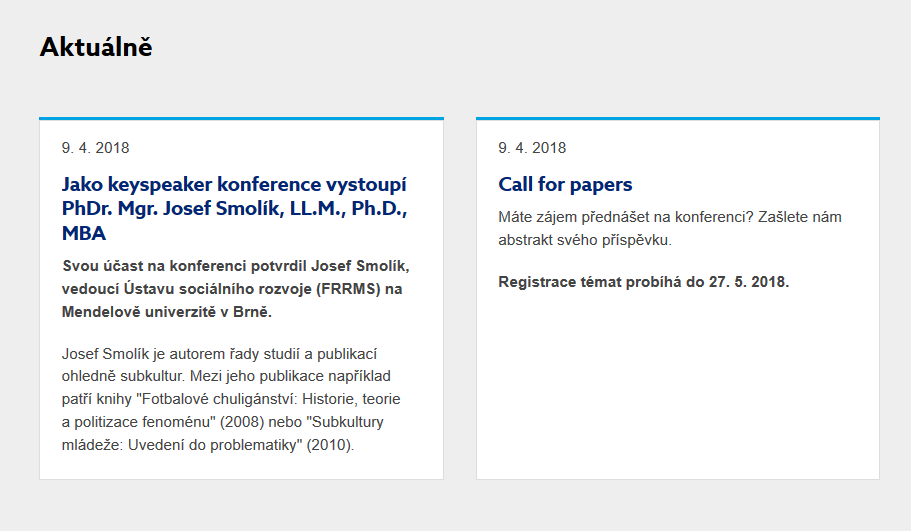 Aktuálně
9. 4. 2018
Jako keyspeaker konference vystoupí
PhDr. Mgr. Josef Smolík, LL.M., Ph.D.,
MBA
Svou účast na konferenci potvrdil Josef Smolík,
vedoucí Ústavu sociálního rozvoje (FRRMS) na
Mendelově univerzitě v Brně.
Josef Smolík je autorem řady studií a publikací
ohledně subkultur. Mezi jeho publikace například
patří knihy "Fotbalové chuligánství: Historie, teorie
a politizace fenoménu" (2008) nebo "Subkultury
mládeže: Uvedení do problematiky" (2010).
9. 4. 2018
Call for papers
Máte zájem přednášet na konferenci? Zašlete nám
abstrakt svého příspěvku.
Registrace témat probíhá do 27. 5. 2018.